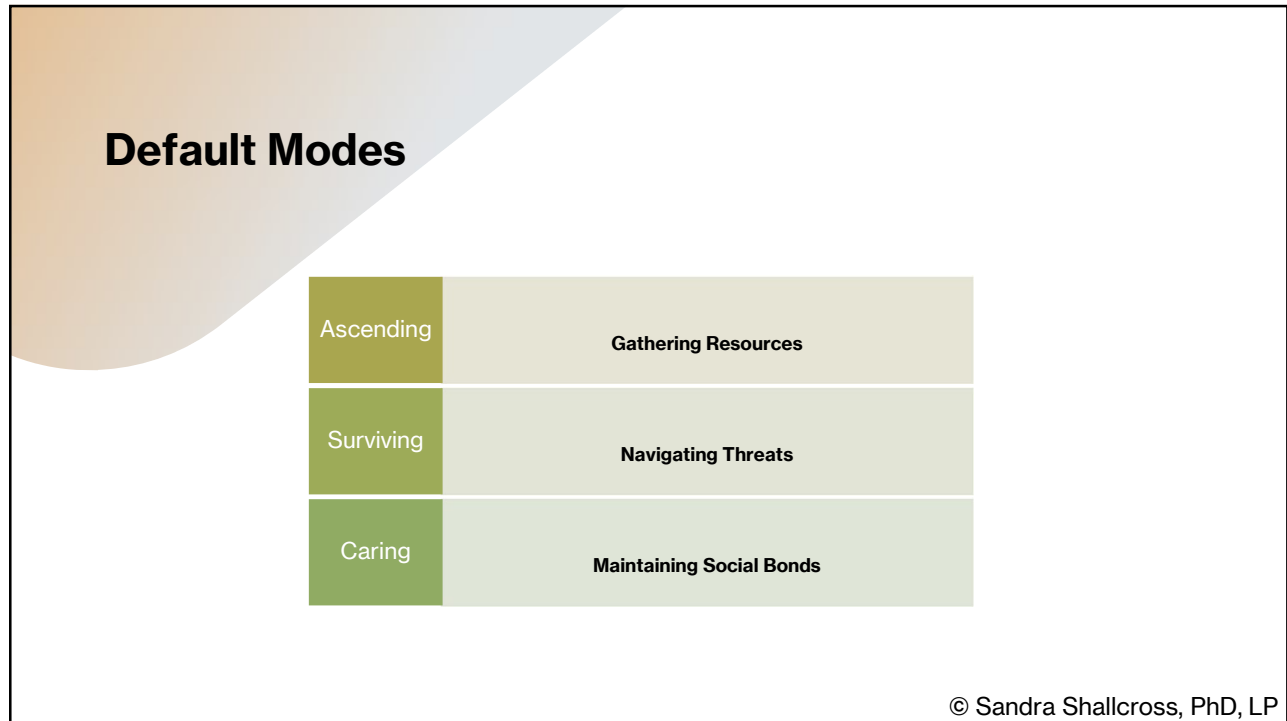 Default Modes
Ascending
Gathering Resources
Surviving
Navigating Threats
Caring
Maintaining Social Bonds
© Sandra Shallcross, PhD, LP